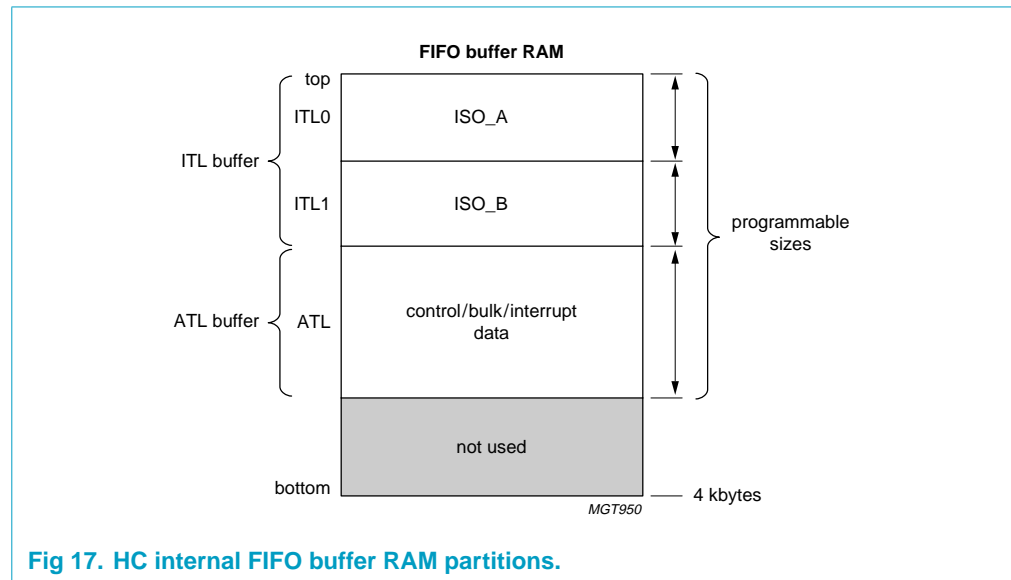 FIFO buffer RAM
top
ITL0
ISO_A
ITL buffer
ITL1
ISO_B
programmable
sizes
ATL buffer
ATL
control/bulk/interrupt
data
not used
bottom
4 kbytes
MGT950
Fig 17. HC internal FIFO buffer RAM partitions.